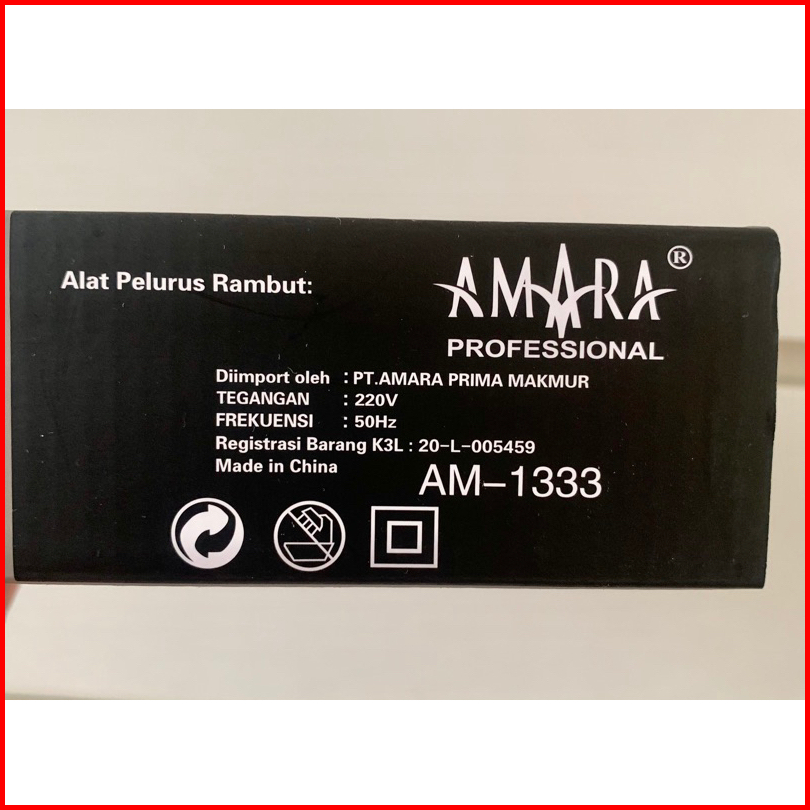 Alat Pelurus Rambut:
AMARA®
PROFESSIONAL
Diimport oleh : PT.AMARA PRIMA MAKMUR
TEGANGAN : 220V
FREKUENSI : 50Hz
Registrasi Barang K3L : 20-L-005459
Made in China
AM-1333